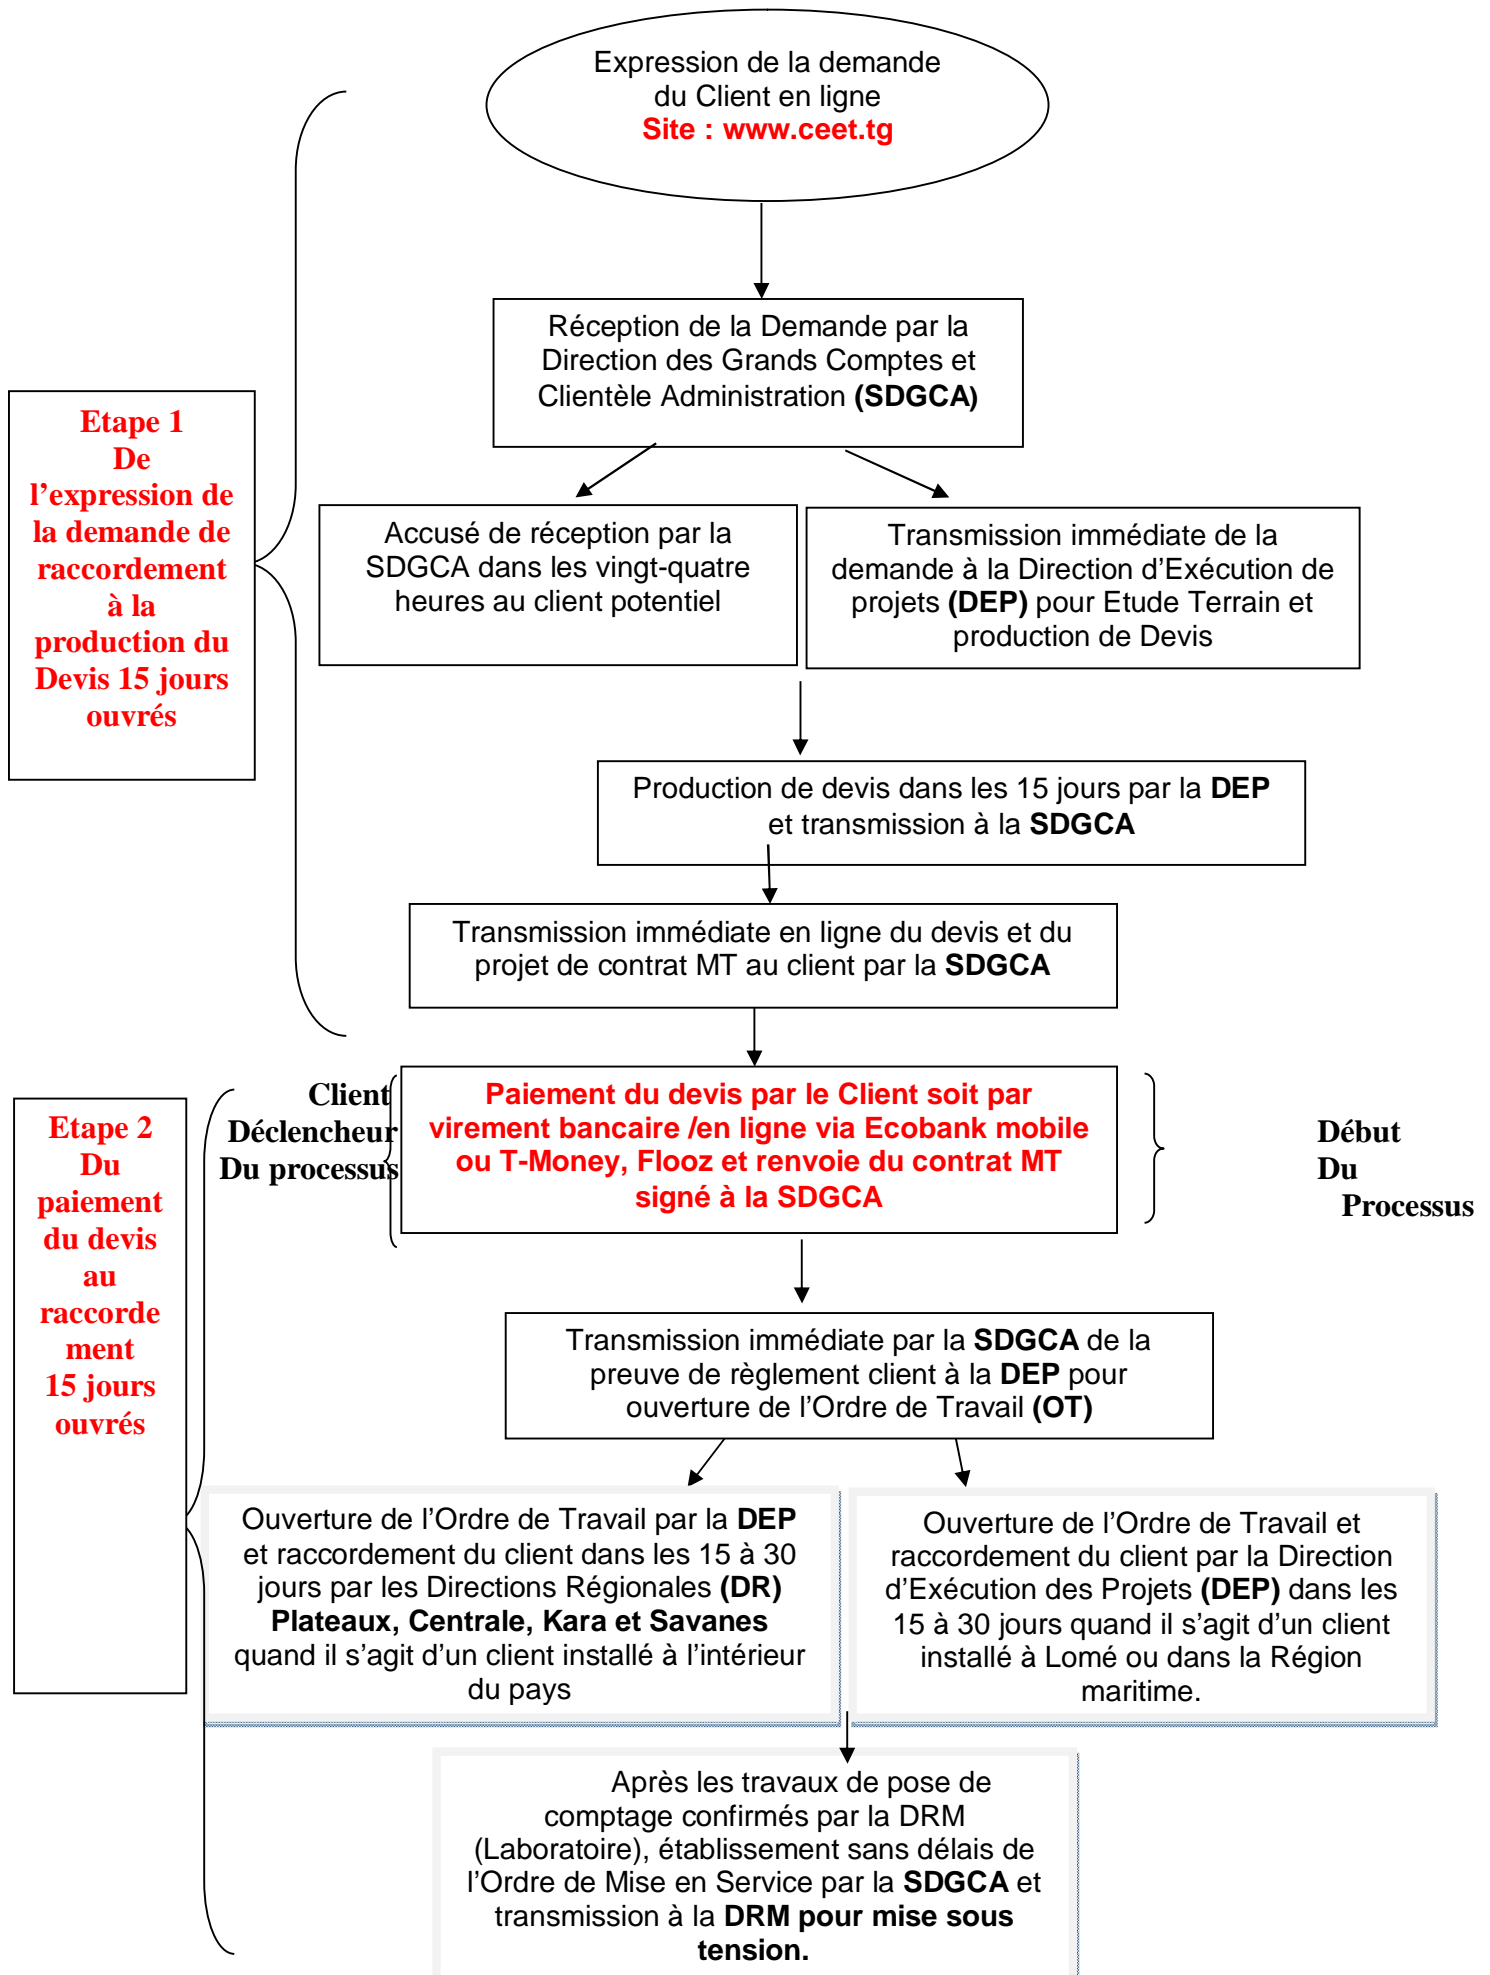 Expression de la demande
du Client en ligne
Site : www.ceet.tg
Réception de la Demande par la
Direction des Grands Comptes et
Clientèle Administration (SDGCA)
Etape 1
De
l’expression de
la demande de
raccordement
à la
production du
Devis 15 jours
ouvrés
Accusé de réception par la
SDGCA dans les vingt-quatre
heures au client potentiel
Transmission immédiate de la
demande à la Direction d’Exécution de
projets (DEP) pour Etude Terrain et
production de Devis
Production de devis dans les 15 jours par la DEP
et transmission à la SDGCA
Transmission immédiate en ligne du devis et du
projet de contrat MT au client par la SDGCA
Etape 2
Du
paiement
du devis
au
raccorde
ment
15 jours
ouvrés
Client
Déclencheur
Du processus
Paiement du devis par le Client soit par
virement bancaire /en ligne via Ecobank mobile
ou T-Money, Flooz et renvoie du contrat MT
signé à la SDGCA
Début
Du
Processus
Transmission immédiate par la SDGCA de la
preuve de règlement client à la DEP pour
ouverture de l’Ordre de Travail (OT)
Ouverture de l’Ordre de Travail par la DEP
et raccordement du client dans les 15 à 30
jours par les Directions Régionales (DR)
Plateaux, Centrale, Kara et Savanes
quand il s’agit d’un client installé à l’intérieur
du pays
Ouverture de l’Ordre de Travail et
raccordement du client par la Direction
d’Exécution des Projets (DEP) dans les
15 à 30 jours quand il s’agit d’un client
installé à Lomé ou dans la Région
maritime.
Après les travaux de pose de
comptage confirmés par la DRM
(Laboratoire), établissement sans délais de
l’Ordre de Mise en Service par la SDGCA et
transmission à la DRM pour mise sous
tension.